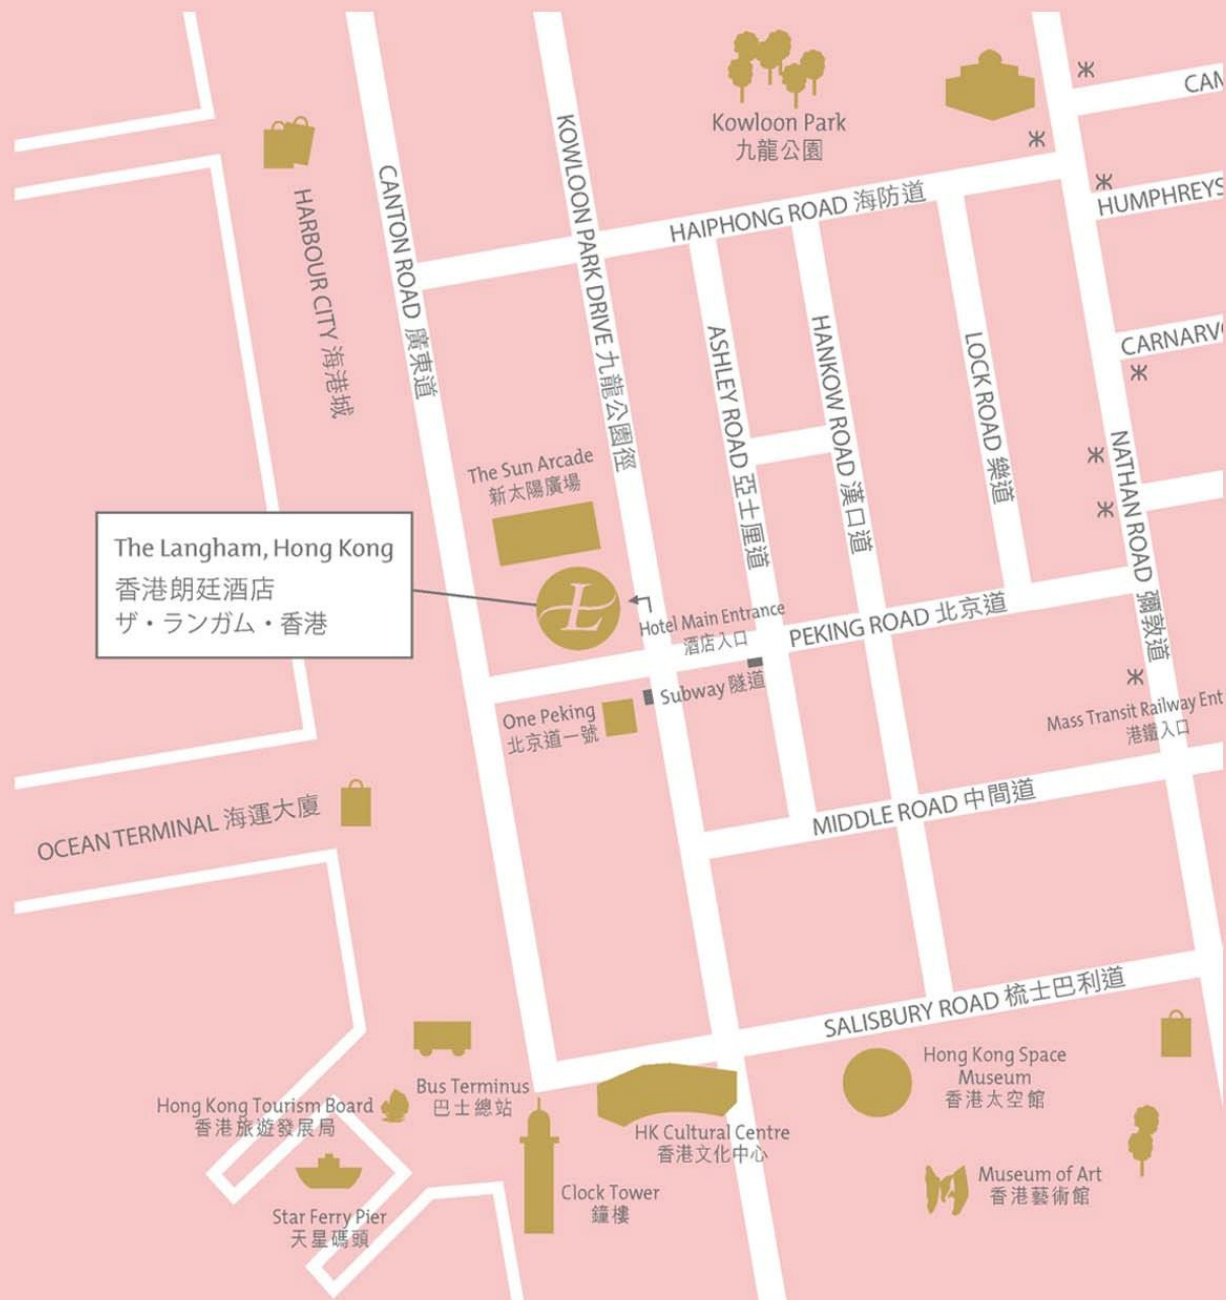 Kowloon Park
九龍公園
CAM
HUMPHREYS
HAIPHONG ROAD 海防道
CANTON ROAD 廣東道
KOWLOON PARK DRIVE 九龍公園徑
HARBOUR CITY 海港城
ASHLEY ROAD 亞士厘道
HANKOW ROAD 漢口道
LOCK ROAD 樂道
CARNARVO
NATHAN ROAD 彌敦道
The Sun Arcade
新太陽廣場
The Langham, Hong Kong
香港朗廷酒店
ザ・ランガム・香港
Hotel Main Entrance
酒店入口
PEKING ROAD 北京道
Subway 隧道
One Peking
北京道一號
Mass Transit Railway Ent
港鐵入口
OCEAN TERMINAL 海運大廈
MIDDLE ROAD 中間道
SALISBURY ROAD 梳士巴利道
Bus Terminus
巴士總站
Hong Kong Tourism Board
香港旅遊發展局
HK Cultural Centre
香港文化中心
Hong Kong Space
Museum
香港太空館
Clock Tower
鐘樓
Museum of Art
香港藝術館
Star Ferry Pier
天星碼頭